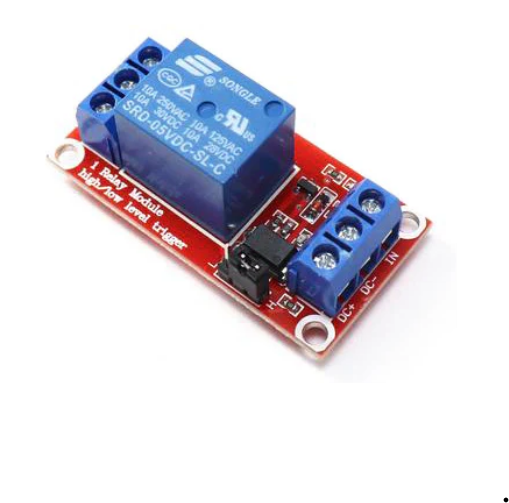 SONGLE
CQC
®
10A 250VAC 10A 125VAC
10A 30VDC 10A 28VDC
SRD-05VDC-SL-C
1 Relay Module
high/low level trigger
H
DC+
DC-
IN
.